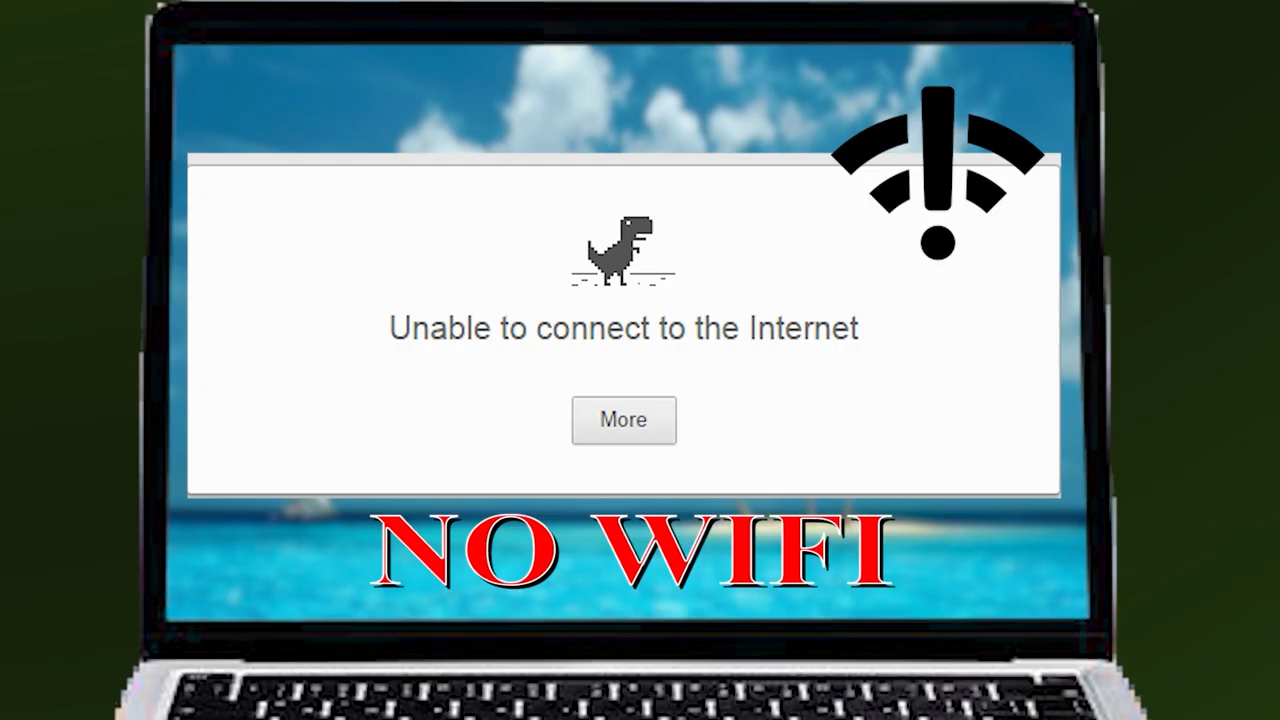 Unable to connect to the Internet
More
NO WIFI